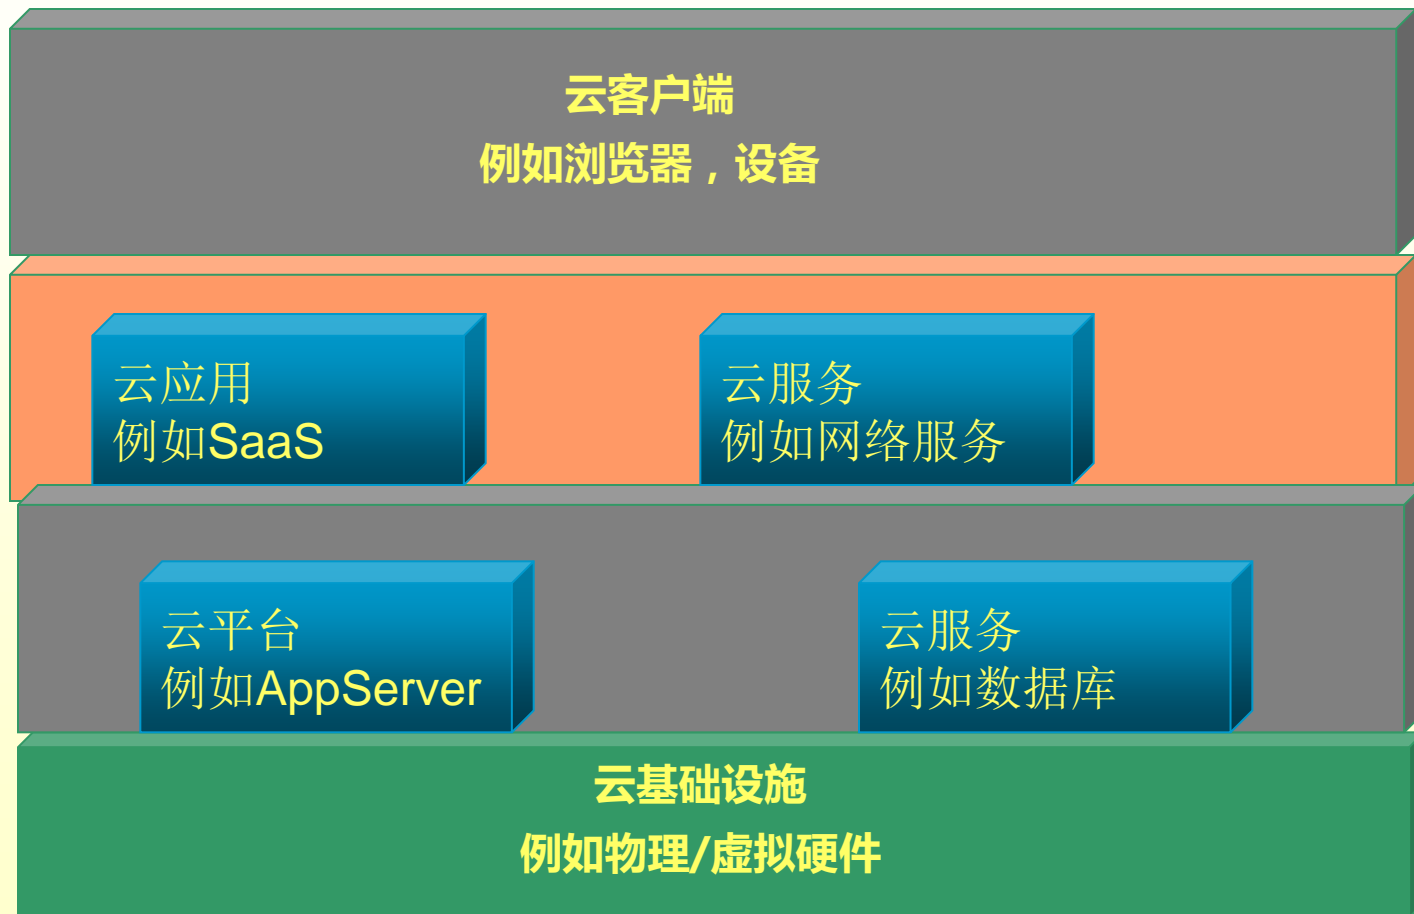 云客户端
例如浏览器，设备
云应用
例如SaaS
云服务
例如网络服务
云平台
例如AppServer
云服务
例如数据库
云基础设施
例如物理/虚拟硬件